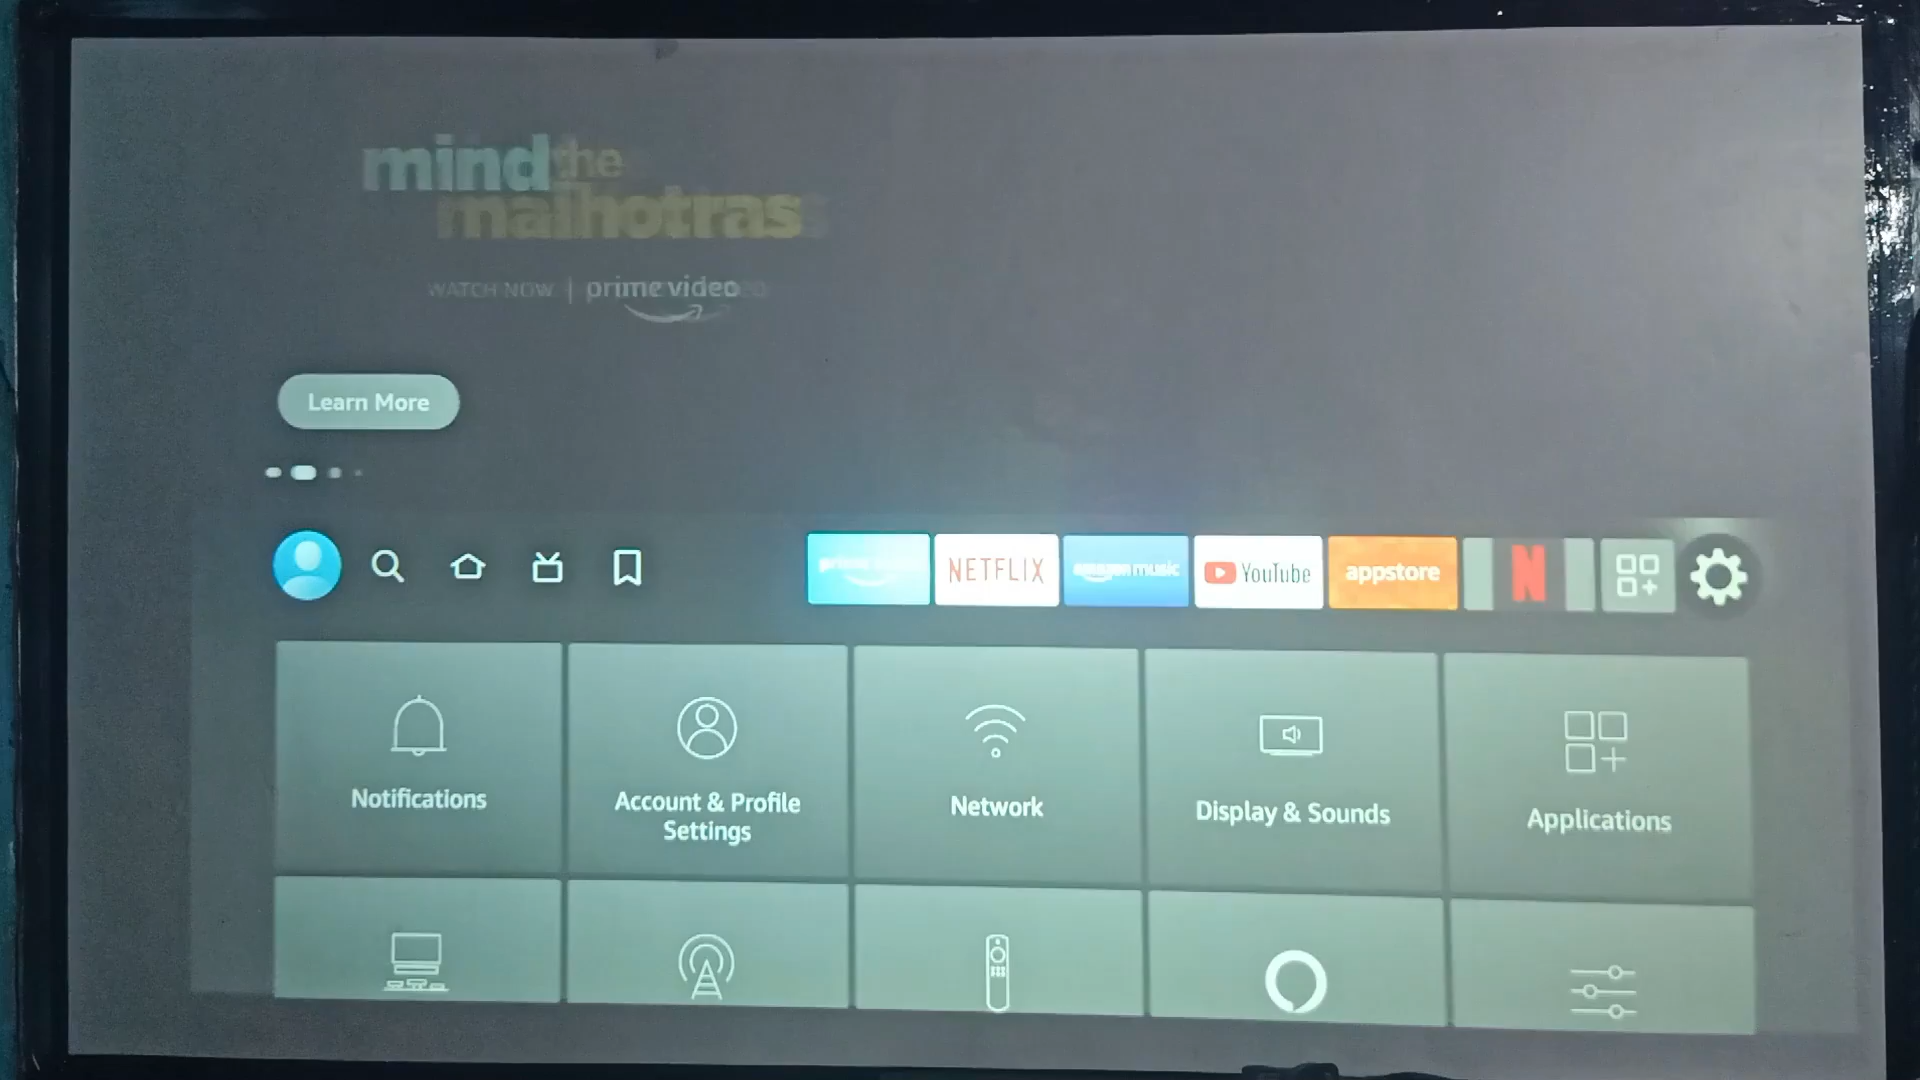 mind the
malhotras
WATCH NOW | prime video
Learn More
NETFLIX
amazon music
YouTube
appstore
N
Notifications
Account & Profile
Settings
Network
Display & Sounds
Applications